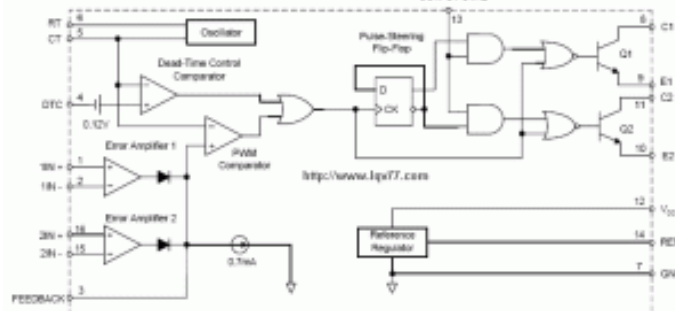 RT 6
CT 5
Oscillator
13
8 C1
Q1
9 E1
Pulse-Steering
Flip-Flop
D
CK
Dead-Time Control
Comparator
DTC 4
0.12V
PWM
Comparator
C2
11
Q2
10 E2
Error Amplifier 1
1IN + 1
1IN - 2
http://www.lqv77.com
Error Amplifier 2
2IN + 16
2IN - 15
0.7mA
12
Reference
Regulator
14 REF
7 GND
FEEDBACK 3